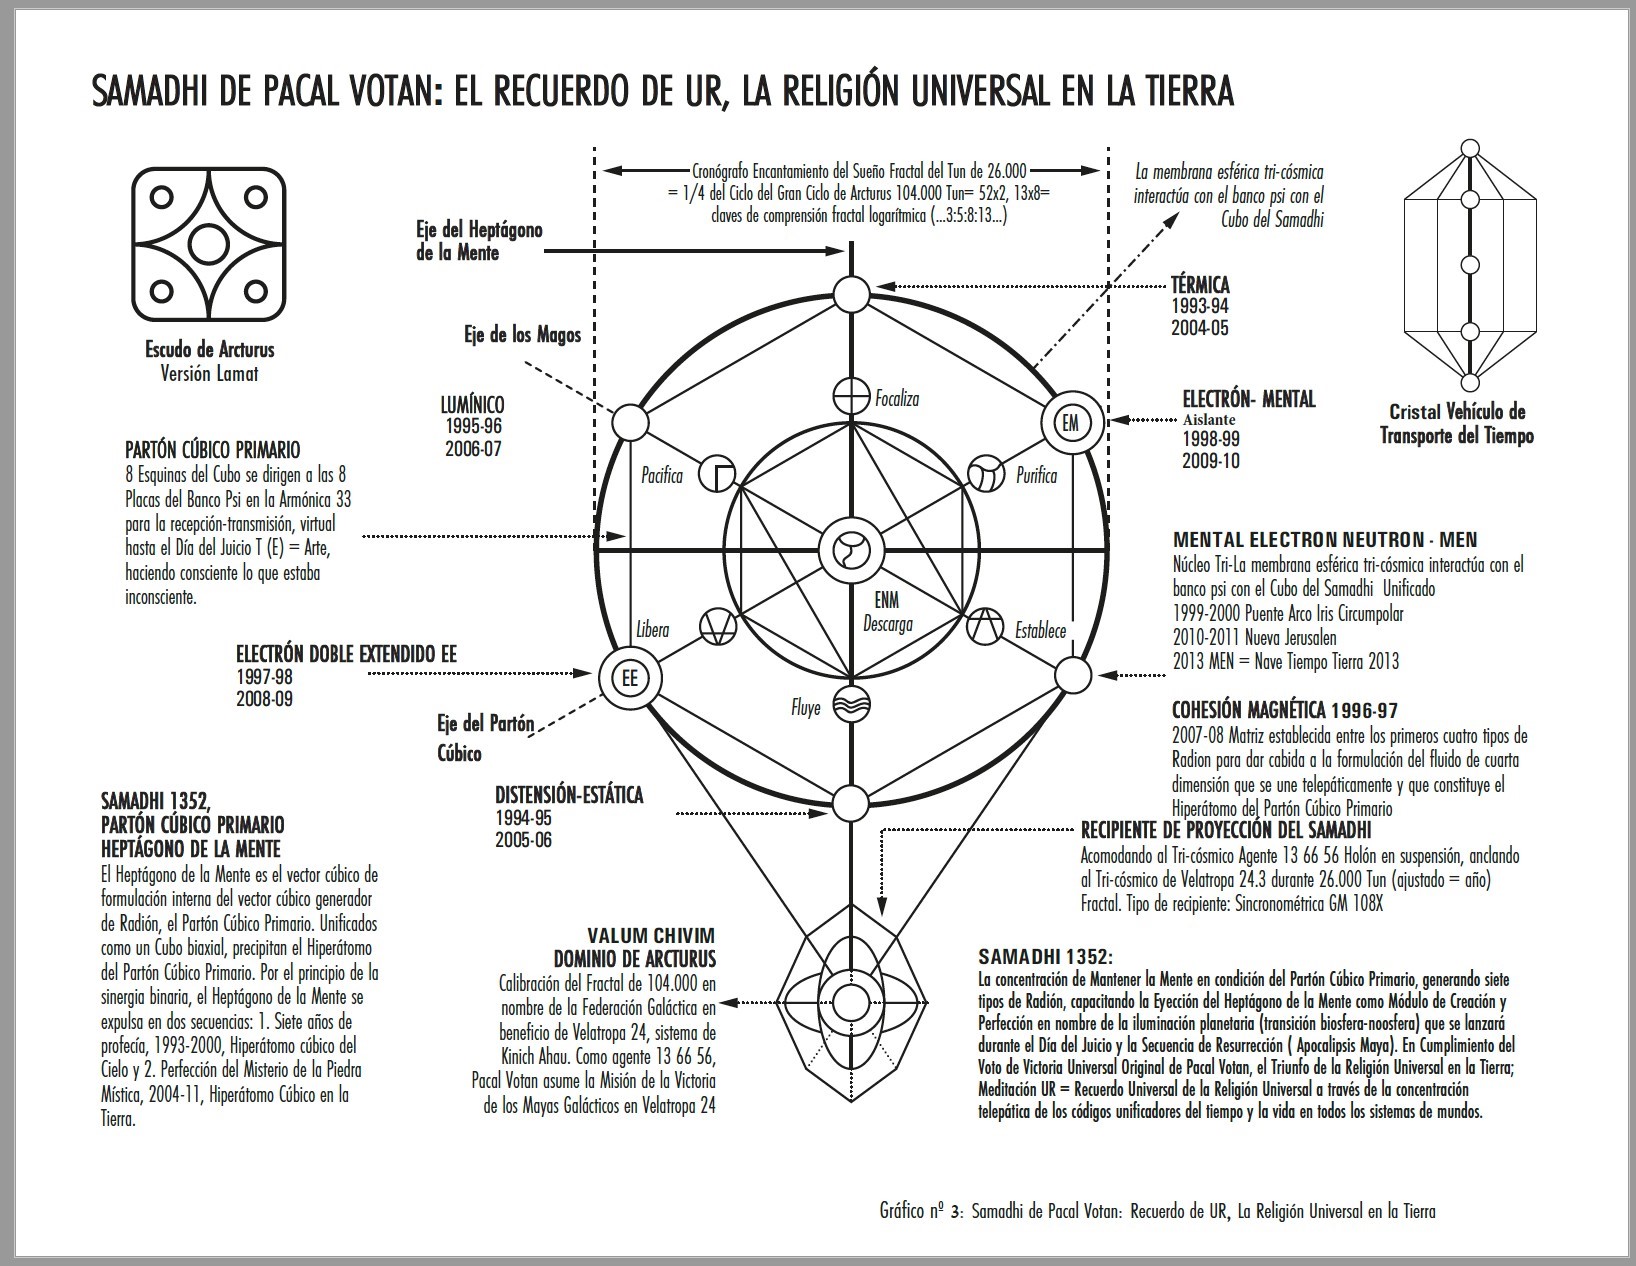 SAMADHI DE PACAL VOTAN: EL RECUERDO DE UR, LA RELIGIÓN UNIVERSAL EN LA TIERRA
Escudo de Arcturus
Versión Lamat
Cronógrafo Encantamiento del Sueño Fractal del Tun de 26.000
= 1/4 del Ciclo del Gran Ciclo de Arcturus 104.000 Tun= 52x2, 13x8=
claves de comprensión fractal logarítmica (...3:5:8:13...)
La membrana esférica tri-cósmica
interactúa con el banco psi con el
Cubo del Samadhi
Eje del Heptágono
de la Mente
TÉRMICA
1993-94
2004-05
Eje de los Magos
LUMÍNICO
1995-96
2006-07
ELECTRÓN- MENTAL
Aislante
1998-99
2009-10
Cristal Vehículo de
Transporte del Tiempo
PARTÓN CÚBICO PRIMARIO
8 Esquinas del Cubo se dirigen a las 8
Placas del Banco Psi en la Armónica 33
para la recepción-transmisión, virtual
hasta el Día del Juicio T (E) = Arte,
haciendo consciente lo que estaba
inconsciente.
Focaliza
EM
Pacifica
Purifica
ENM
Descarga
Libera
Establece
EE
Fluye
MENTAL ELECTRON NEUTRON - MEN
Núcleo Tri-La membrana esférica tri-cósmica interactúa con el
banco psi con el Cubo del Samadhi Unificado
1999-2000 Puente Arco Iris Circumpolar
2010-2011 Nueva Jerusalen
2013 MEN = Nave Tiempo Tierra 2013
ELECTRÓN DOBLE EXTENDIDO EE
1997-98
2008-09
Eje del Partón
Cúbico
COHESIÓN MAGNÉTICA 1996-97
2007-08 Matriz establecida entre los primeros cuatro tipos de
Radion para dar cabida a la formulación del fluido de cuarta
dimensión que se une telepáticamente y que constituye el
Hiperátomo del Partón Cúbico Primario
DISTENSIÓN-ESTÁTICA
1994-95
2005-06
RECIPIENTE DE PROYECCIÓN DEL SAMADHI
Acomodando al Tri-cósmico Agente 13 66 56 Holón en suspensión, anclando
al Tri-cósmico de Velatropa 24.3 durante 26.000 Tun (ajustado = año)
Fractal. Tipo de recipiente: Sincronométrica GM 108X
SAMADHI 1352,
PARTÓN CÚBICO PRIMARIO
HEPTÁGONO DE LA MENTE
El Heptágono de la Mente es el vector cúbico de
formulación interna del vector cúbico generador
de Radión, el Partón Cúbico Primario. Unificados
como un Cubo biaxial, precipitan el Hiperátomo
del Partón Cúbico Primario. Por el principio de la
sinergia binaria, el Heptágono de la Mente se
expulsa en dos secuencias: 1. Siete años de
profecía, 1993-2000, Hiperátomo cúbico del
Cielo y 2. Perfección del Misterio de la Piedra
Mística, 2004-11, Hiperátomo Cúbico en la
Tierra.
VALUM CHIVIM
DOMINIO DE ARCTURUS
Calibración del Fractal de 104.000 en
nombre de la Federación Galáctica en
beneficio de Velatropa 24, sistema de
Kinich Ahau. Como agente 13 66 56,
Pacal Votan asume la Misión de la Victoria
de los Mayas Galácticos en Velatropa 24
SAMADHI 1352:
La concentración de Mantener la Mente en condición del Partón Cúbico Primario, generando siete
tipos de Radión, capacitando la Eyección del Heptágono de la Mente como Módulo de Creación y
Perfección en nombre de la iluminación planetaria (transición biosfera-noosfera) que se lanzará
durante el Día del Juicio y la Secuencia de Resurrección ( Apocalipsis Maya). En Cumplimiento del
Voto de Victoria Universal Original de Pacal Votan, el Triunfo de la Religión Universal en la Tierra;
Meditación UR = Recuerdo Universal de la Religión Universal a través de la concentración
telepática de los códigos unificadores del tiempo y la vida en todos los sistemas de mundos.
Gráfico nº 3: Samadhi de Pacal Votan: Recuerdo de UR, La Religión Universal en la Tierra